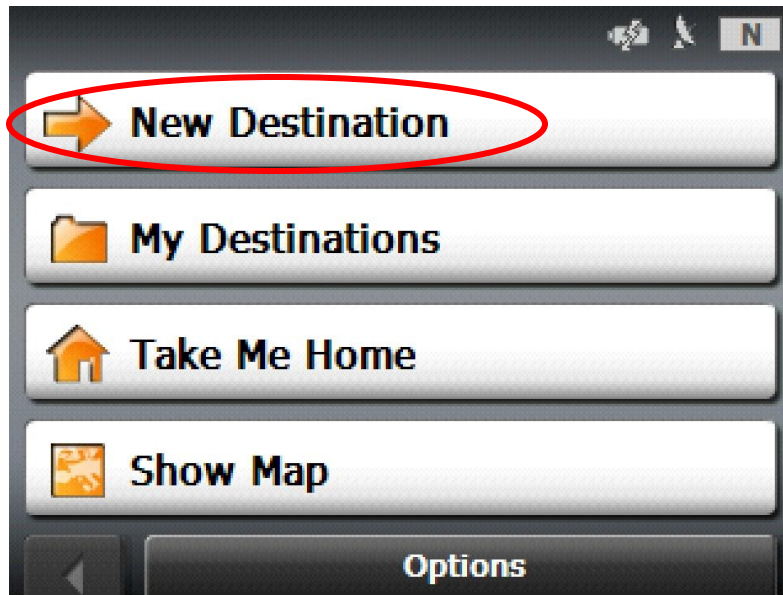 N
New Destination
My Destinations
Take Me Home
Show Map
Options